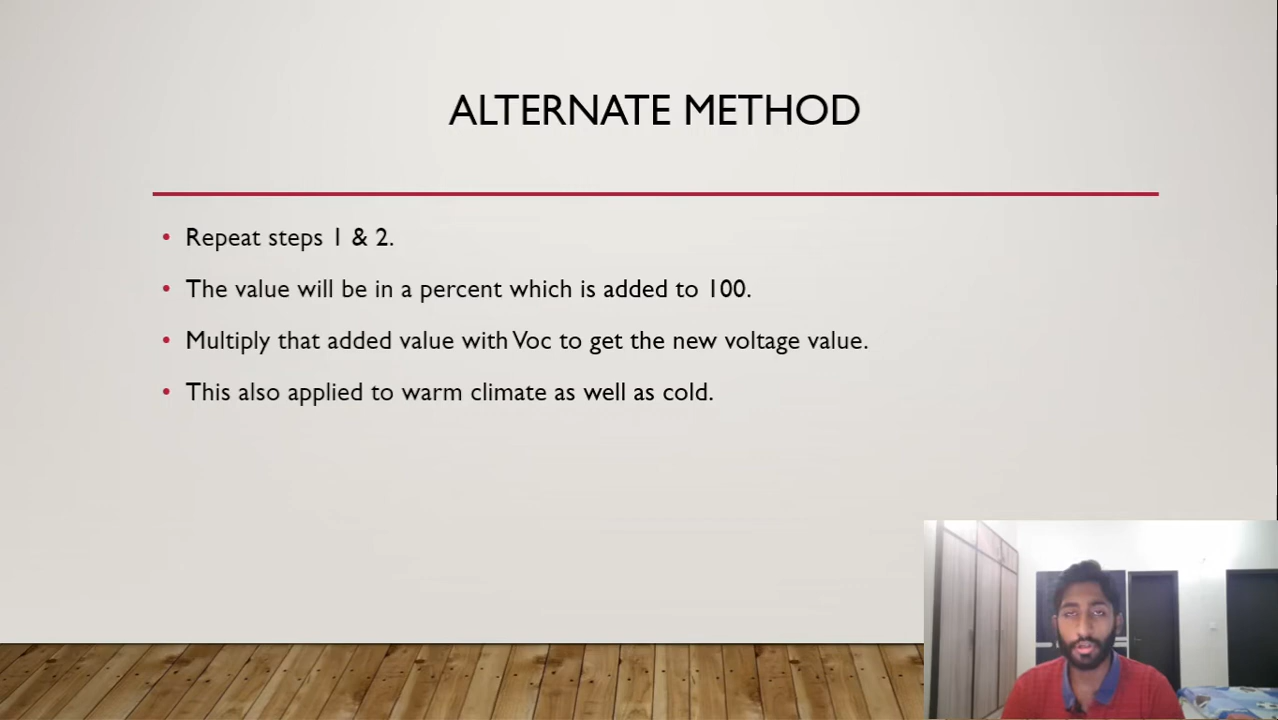 ALTERNATE METHOD
Repeat steps 1 & 2.
The value will be in a percent which is added to 100.
Multiply that added value with Voc to get the new voltage value.
This also applied to warm climate as well as cold.